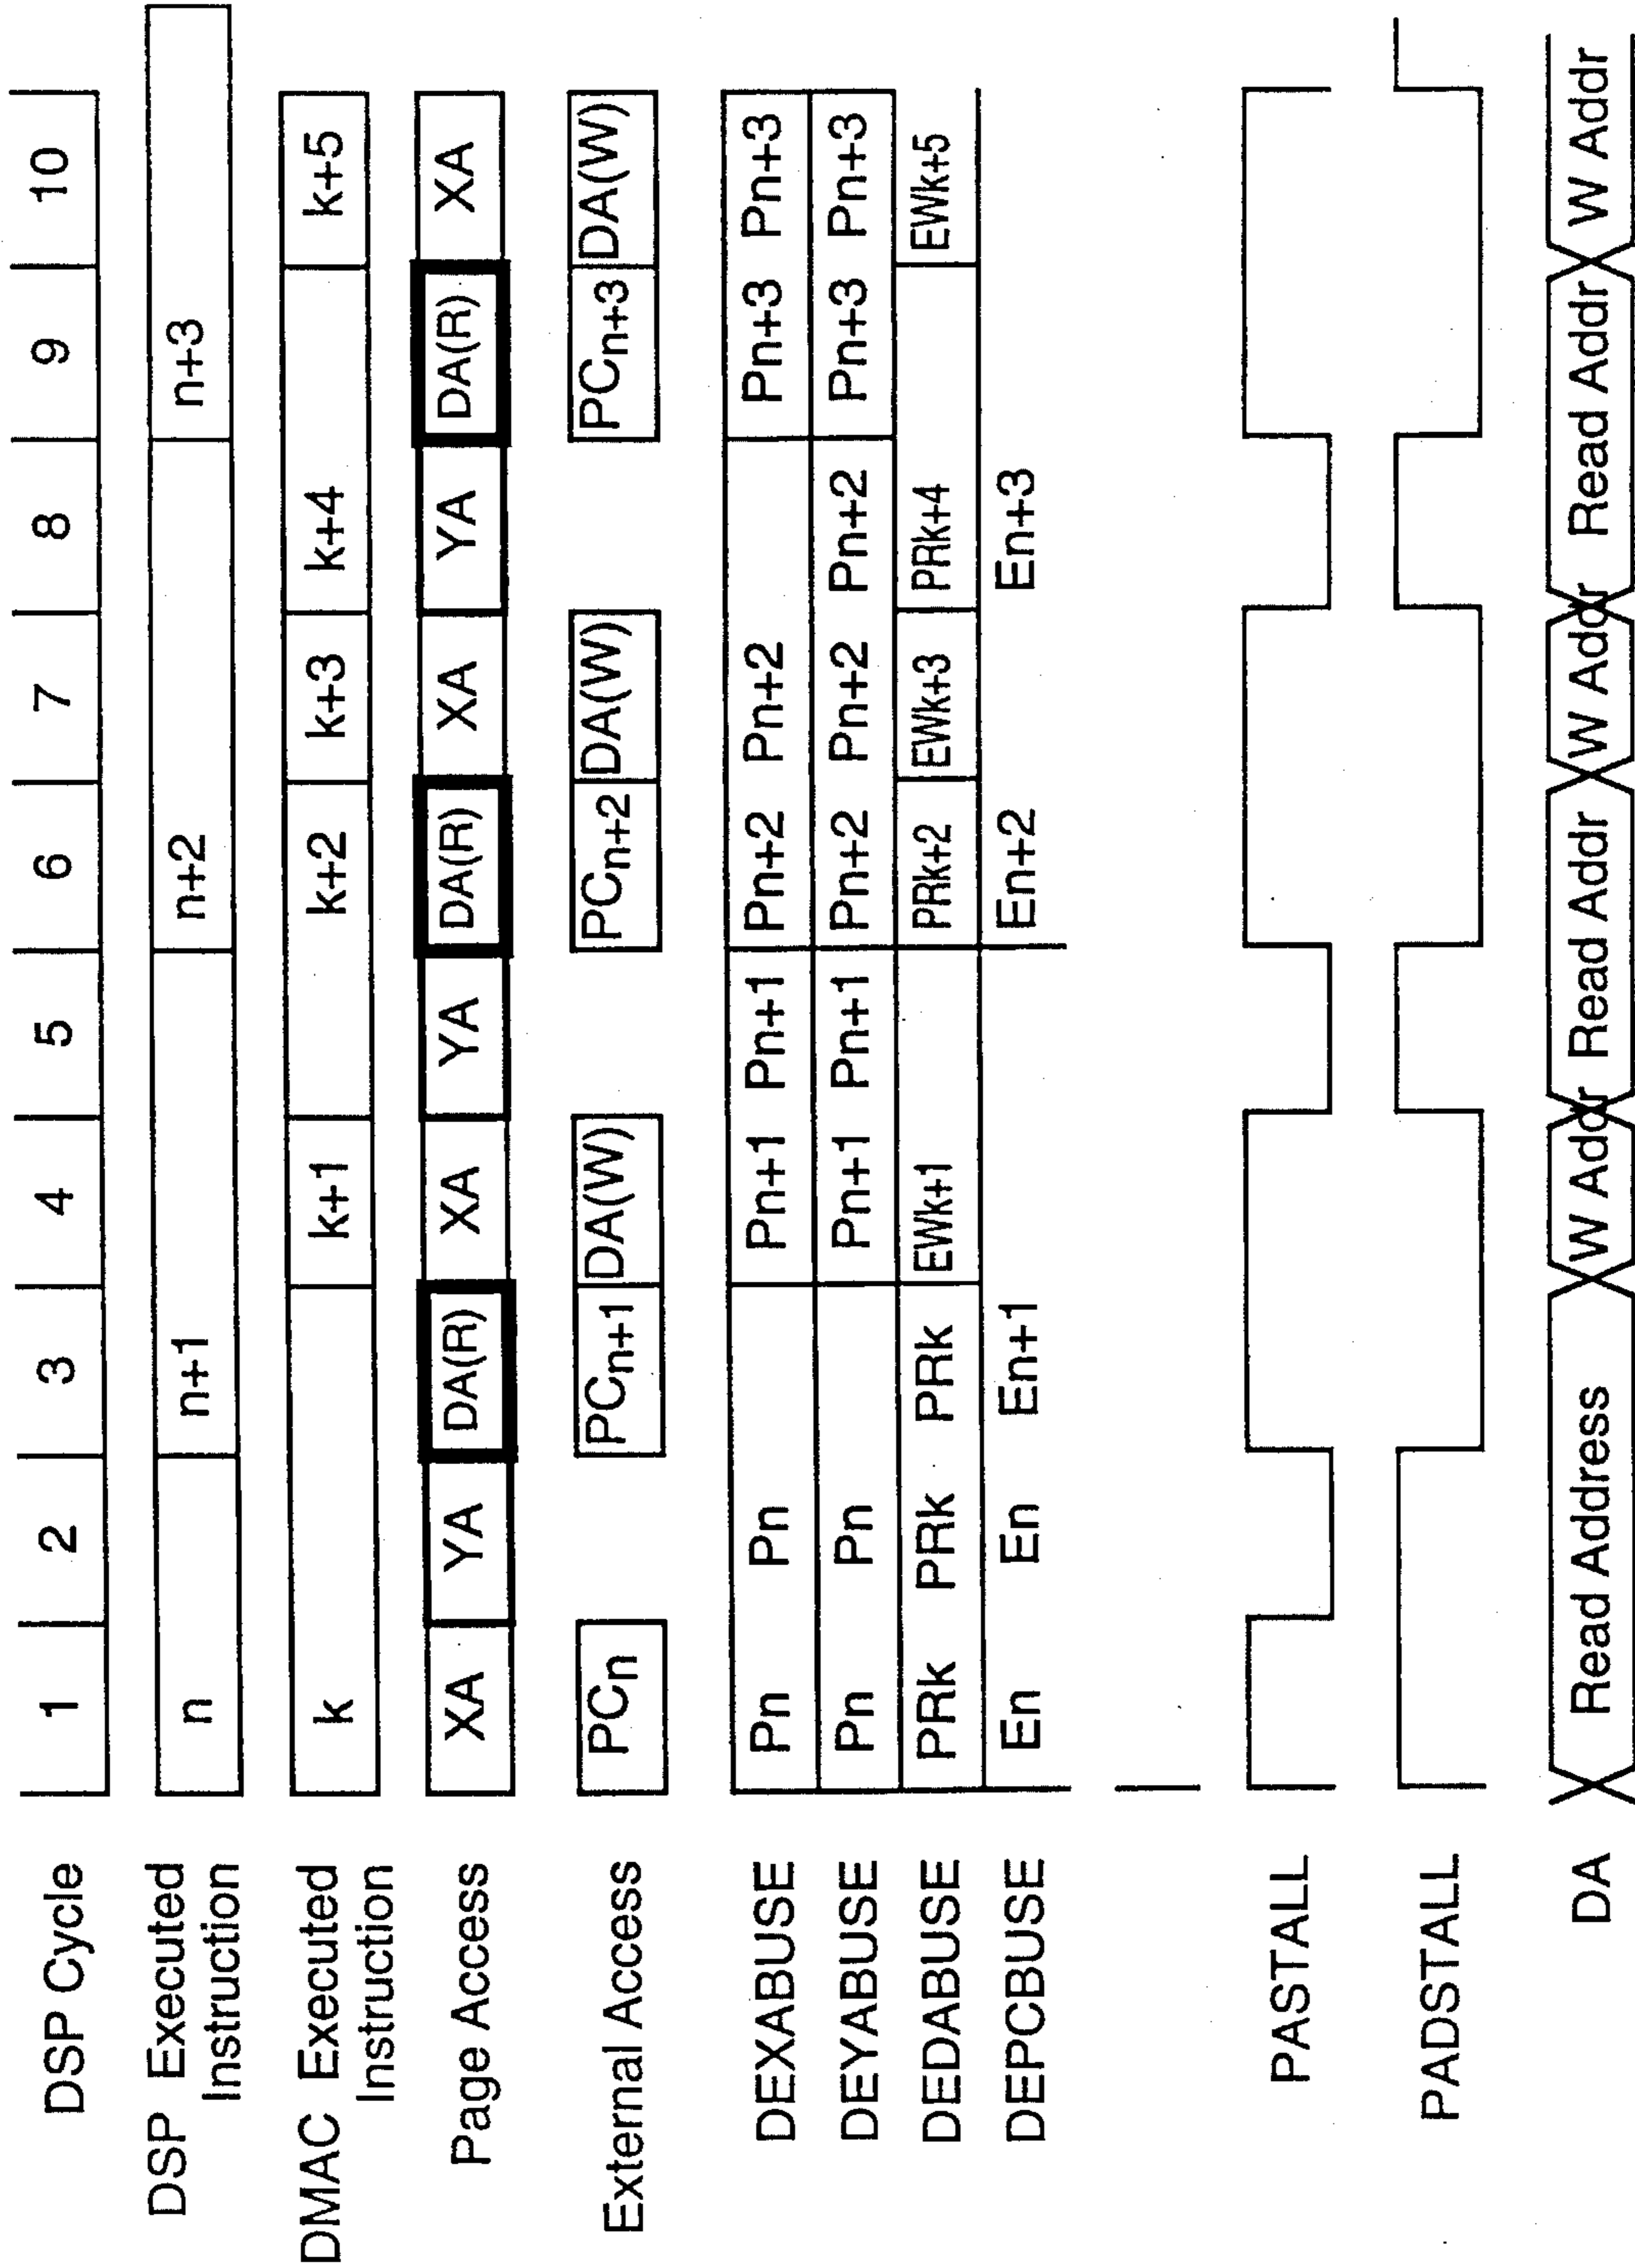 DSP Cycle 1 2 3 4 5 6 7 8 9 10
DSP Executed Instruction n n+1 n+2 n+3
DMAC Executed Instruction k k+1 k+2 k+3 k+4 k+5
Page Access XA YA DA(R) XA YA DA(R) XA YA DA(R) XA
External Access PCn PCn+1 DA(W) PCn+2 DA(W) PCn+3 DA(W)
DEXABUSE Pn Pn Pn+1 Pn+1 Pn+2 Pn+2 Pn+3 Pn+3
DEYABUSE Pn Pn Pn+1 Pn+1 Pn+2 Pn+2 Pn+2 Pn+3 Pn+3
DEDABUSE PRk PRk PRk EWk+1 PRk+2 EWk+3 PRk+4 EWk+5
DEPCBUSE En En En+1 En+2 En+3
PASTALL
PADSTALL
DA Read Address W Addr Read Addr W Addr Read Addr W Addr